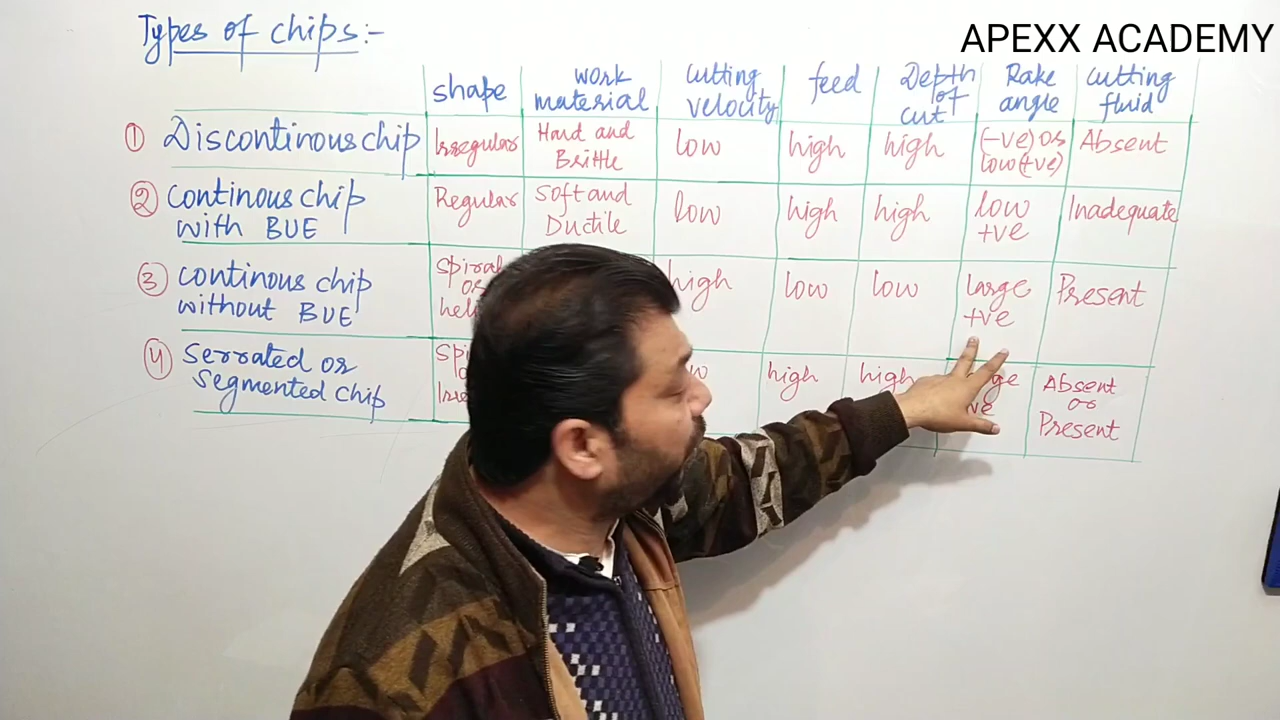 Types of chips:-
APEXX ACADEMY
shape
work material
cutting velocity
feed
Depth of cut
Rake angle
cutting fluid
① Discontinous chip
Irregular
Hard and Brittle
low
high
high
(-ve) or low (+ve)
Absent
② continous chip with BUE
Regular
Soft and Ductile
low
high
high
low +ve
Inadequate
③ continous chip without BUE
high
low
low
large +ve
Present
④ serrated or segmented chip
high
high
Absent or Present